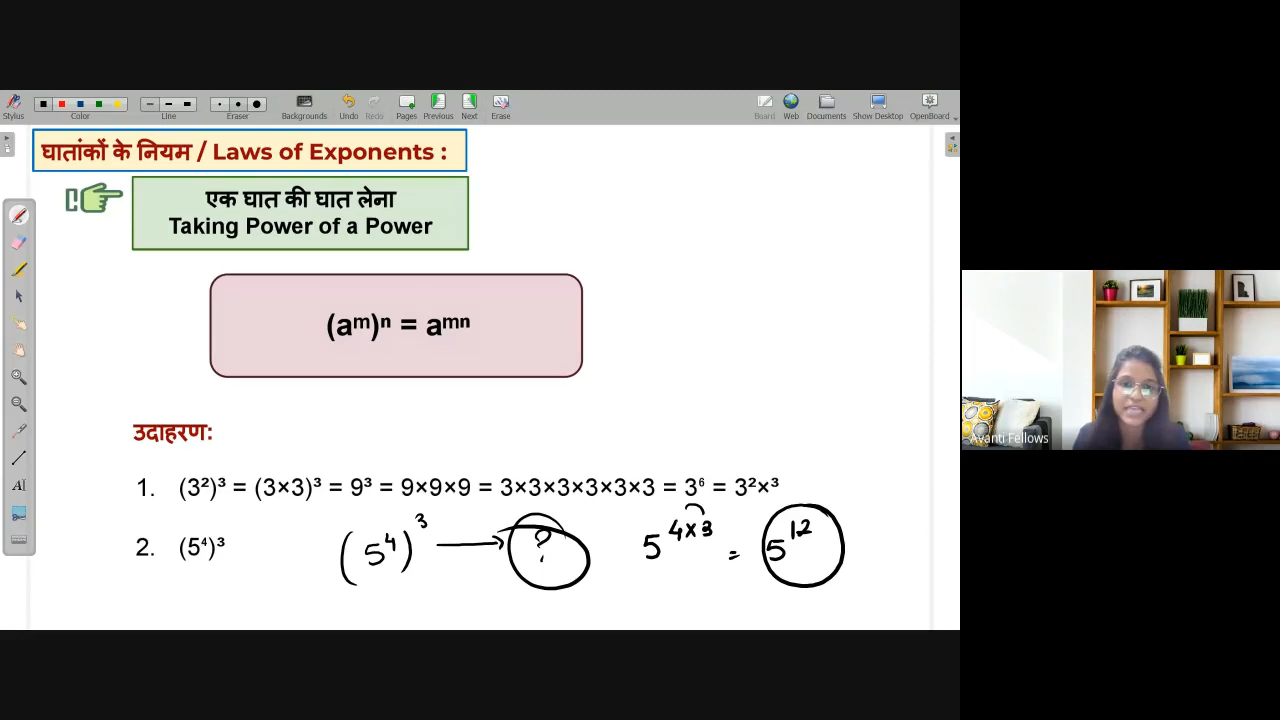 Stylus
Color
Line
Eraser
Backgrounds
Undo
Redo
Pages
Previous
Next
Erase
Board
Web
Documents
Show Desktop
OpenBoard
घातांकों के नियम / Laws of Exponents :
एक घात की घात लेना
Taking Power of a Power
(aᵐ)ⁿ = aᵐⁿ
उदाहरण:
1. (3²)³ = (3×3)³ = 9³ = 9×9×9 = 3×3×3×3×3×3 = 3⁶ = 3²×³
2. (5⁴)³ (5⁴)³ → ? 5⁴ˣ³ = 5¹²
Avanti Fellows